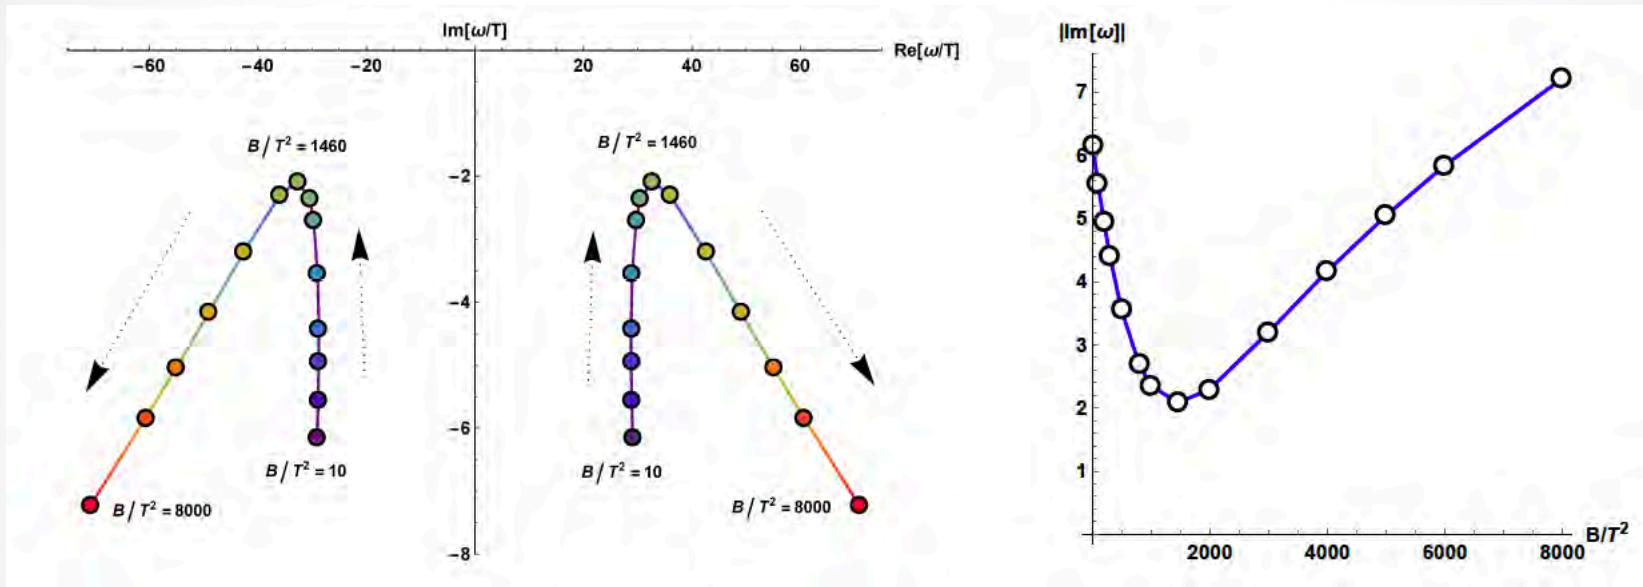 Im[ω/T]
Re[ω/T]
−60
−40
−20
20
40
60
B / T² = 1460
B / T² = 1460
−2
−4
−6
−8
B / T² = 10
B / T² = 10
B / T² = 8000
B / T² = 8000
|Im[ω]|
7
6
5
4
3
2
1
2000
4000
6000
8000
B/T²